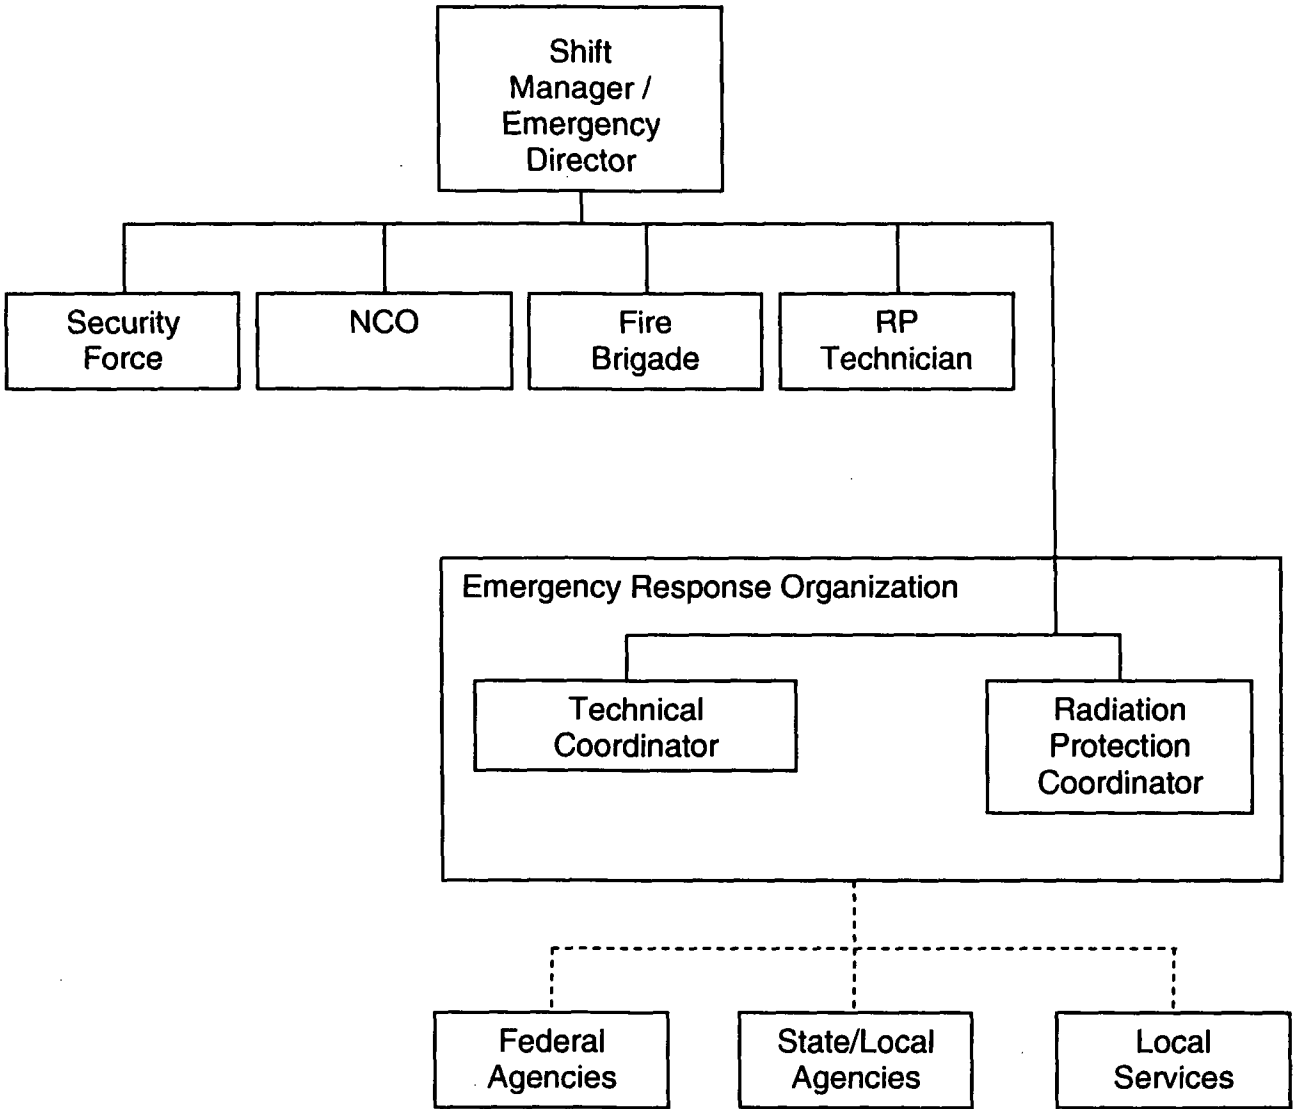 Shift
Manager /
Emergency
Director
Security
Force
NCO
Fire
Brigade
RP
Technician
Emergency Response Organization
Technical
Coordinator
Radiation
Protection
Coordinator
Federal
Agencies
State/Local
Agencies
Local
Services